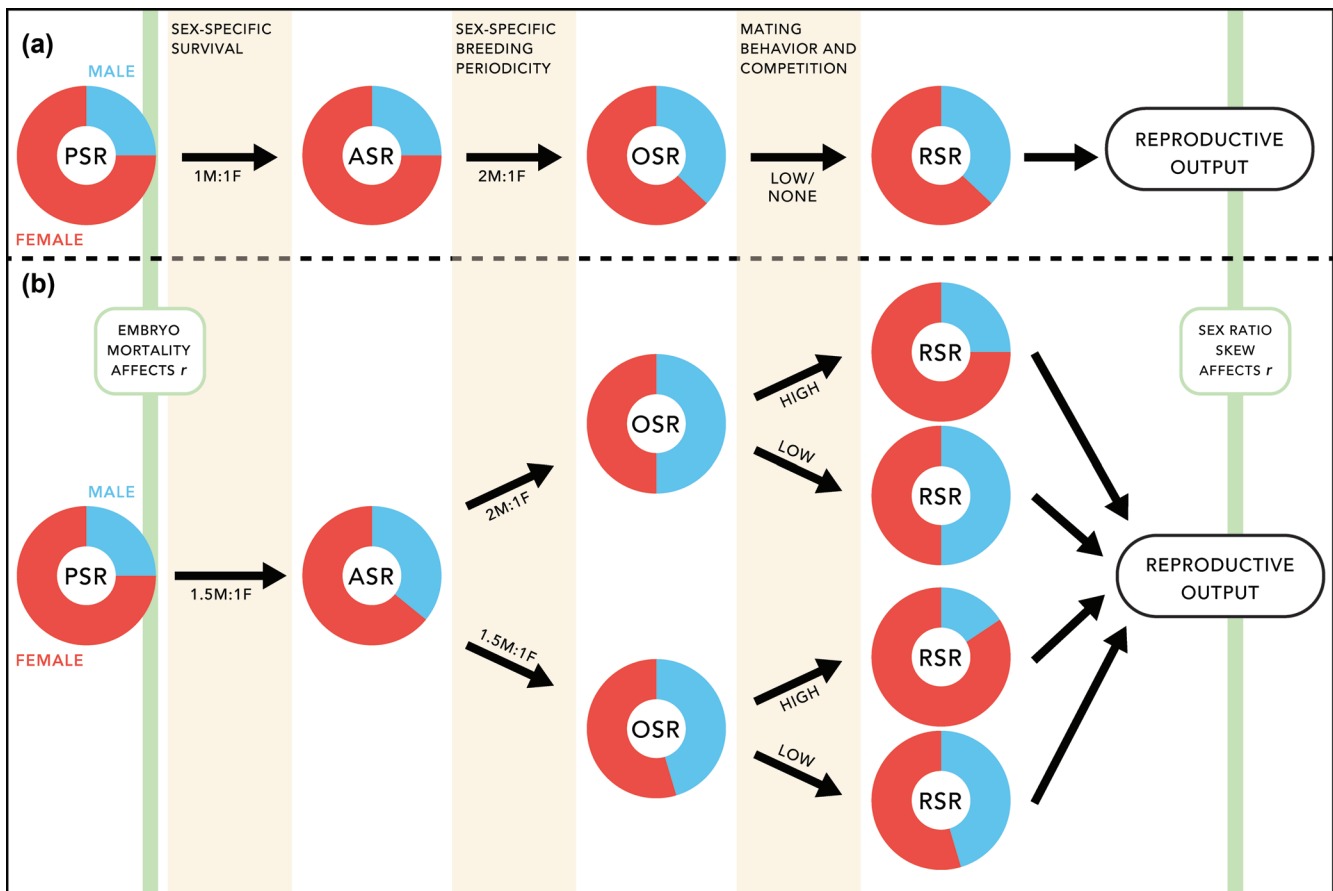 (a)
SEX-SPECIFIC
SURVIVAL
SEX-SPECIFIC
BREEDING
PERIODICITY
MATING
BEHAVIOR AND
COMPETITION
MALE
PSR
FEMALE
1M:1F
ASR
2M:1F
OSR
LOW/
NONE
RSR
REPRODUCTIVE
OUTPUT
(b)
EMBRYO
MORTALITY
AFFECTS r
SEX RATIO
SKEW
AFFECTS r
MALE
PSR
FEMALE
1.5M:1F
ASR
2M:1F
OSR
HIGH
RSR
LOW
RSR
1.5M:1F
OSR
HIGH
RSR
LOW
RSR
REPRODUCTIVE
OUTPUT